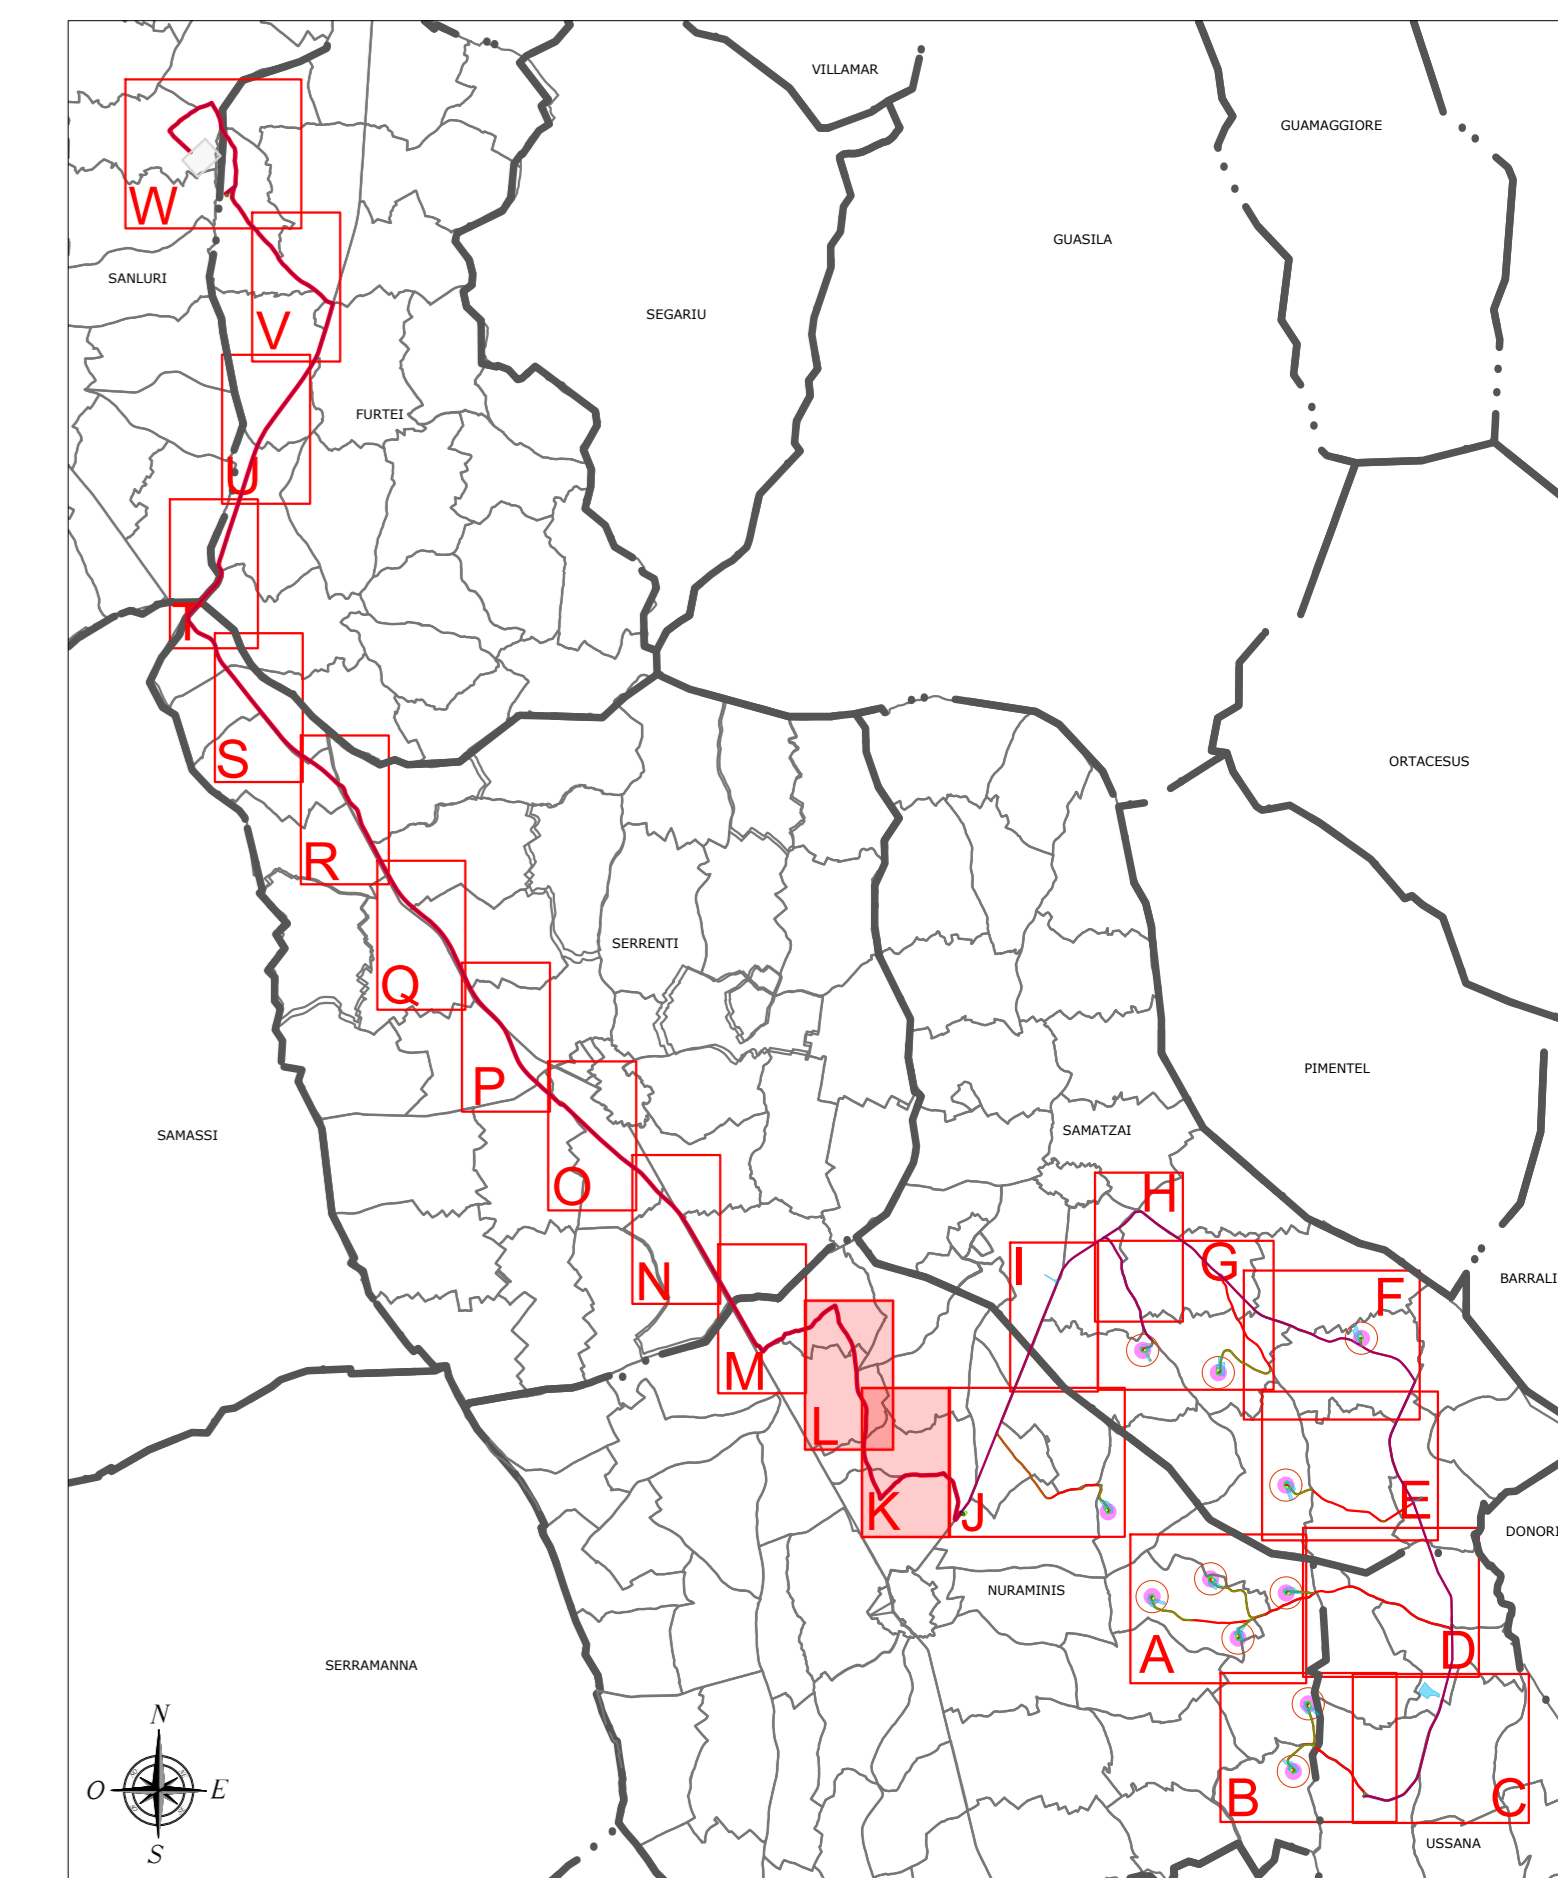 VILLAMAR
GUAMAGGIORE
W
GUASILA
SANLURI
SEGARIU
V
FURTEI
U
T
S
ORTACESUS
R
SERRENTI
Q
PIMENTEL
P
SAMASSI
SAMATZAI
O
H
I
G
BARRALI
N
F
M
L
K
J
E
DONORI
NURAMINIS
A
D
SERRAMANNA
N
O
E
S
B
C
USSANA